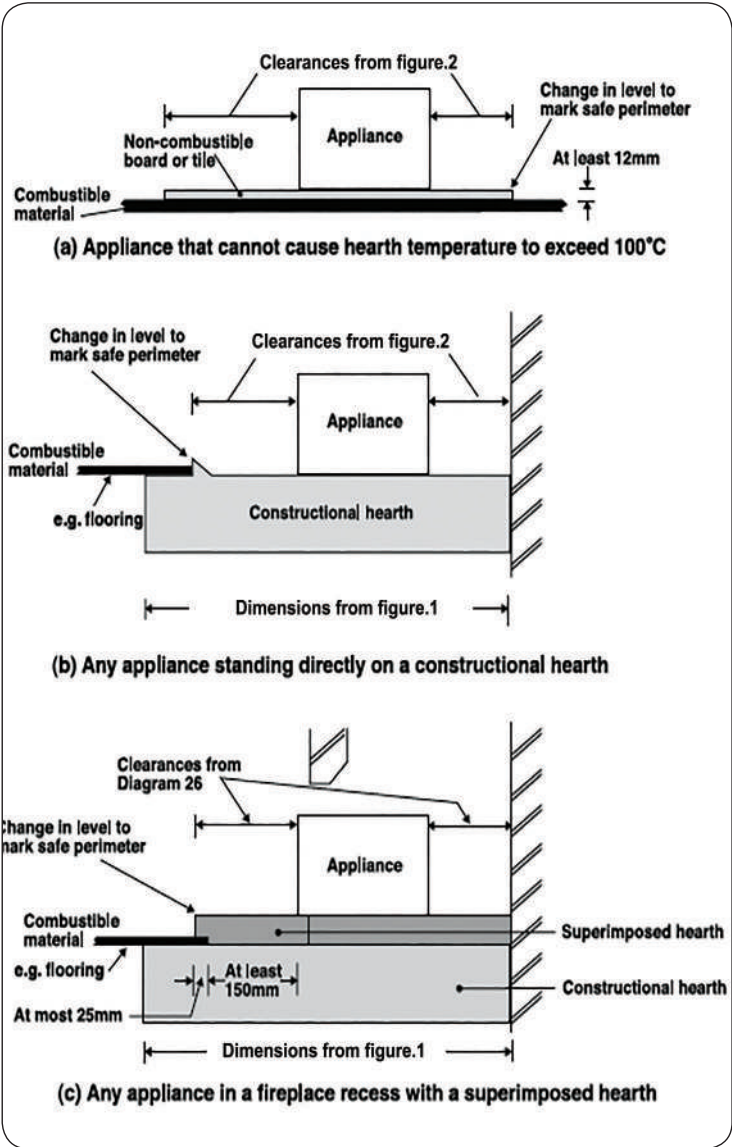 Clearances from figure.2
Change in level to
mark safe perimeter
Appliance
Non-combustible
board or tile
At least 12mm
Combustible
material
(a) Appliance that cannot cause hearth temperature to exceed 100°C
Change in level to
mark safe perimeter
Clearances from figure.2
Appliance
Combustible
material
e.g. flooring
Constructional hearth
Dimensions from figure.1
(b) Any appliance standing directly on a constructional hearth
Clearances from
Diagram 26
Change in level to
mark safe perimeter
Appliance
Combustible
material
Superimposed hearth
e.g. flooring
At least
150mm
Constructional hearth
At most 25mm
Dimensions from figure.1
(c) Any appliance in a fireplace recess with a superimposed hearth